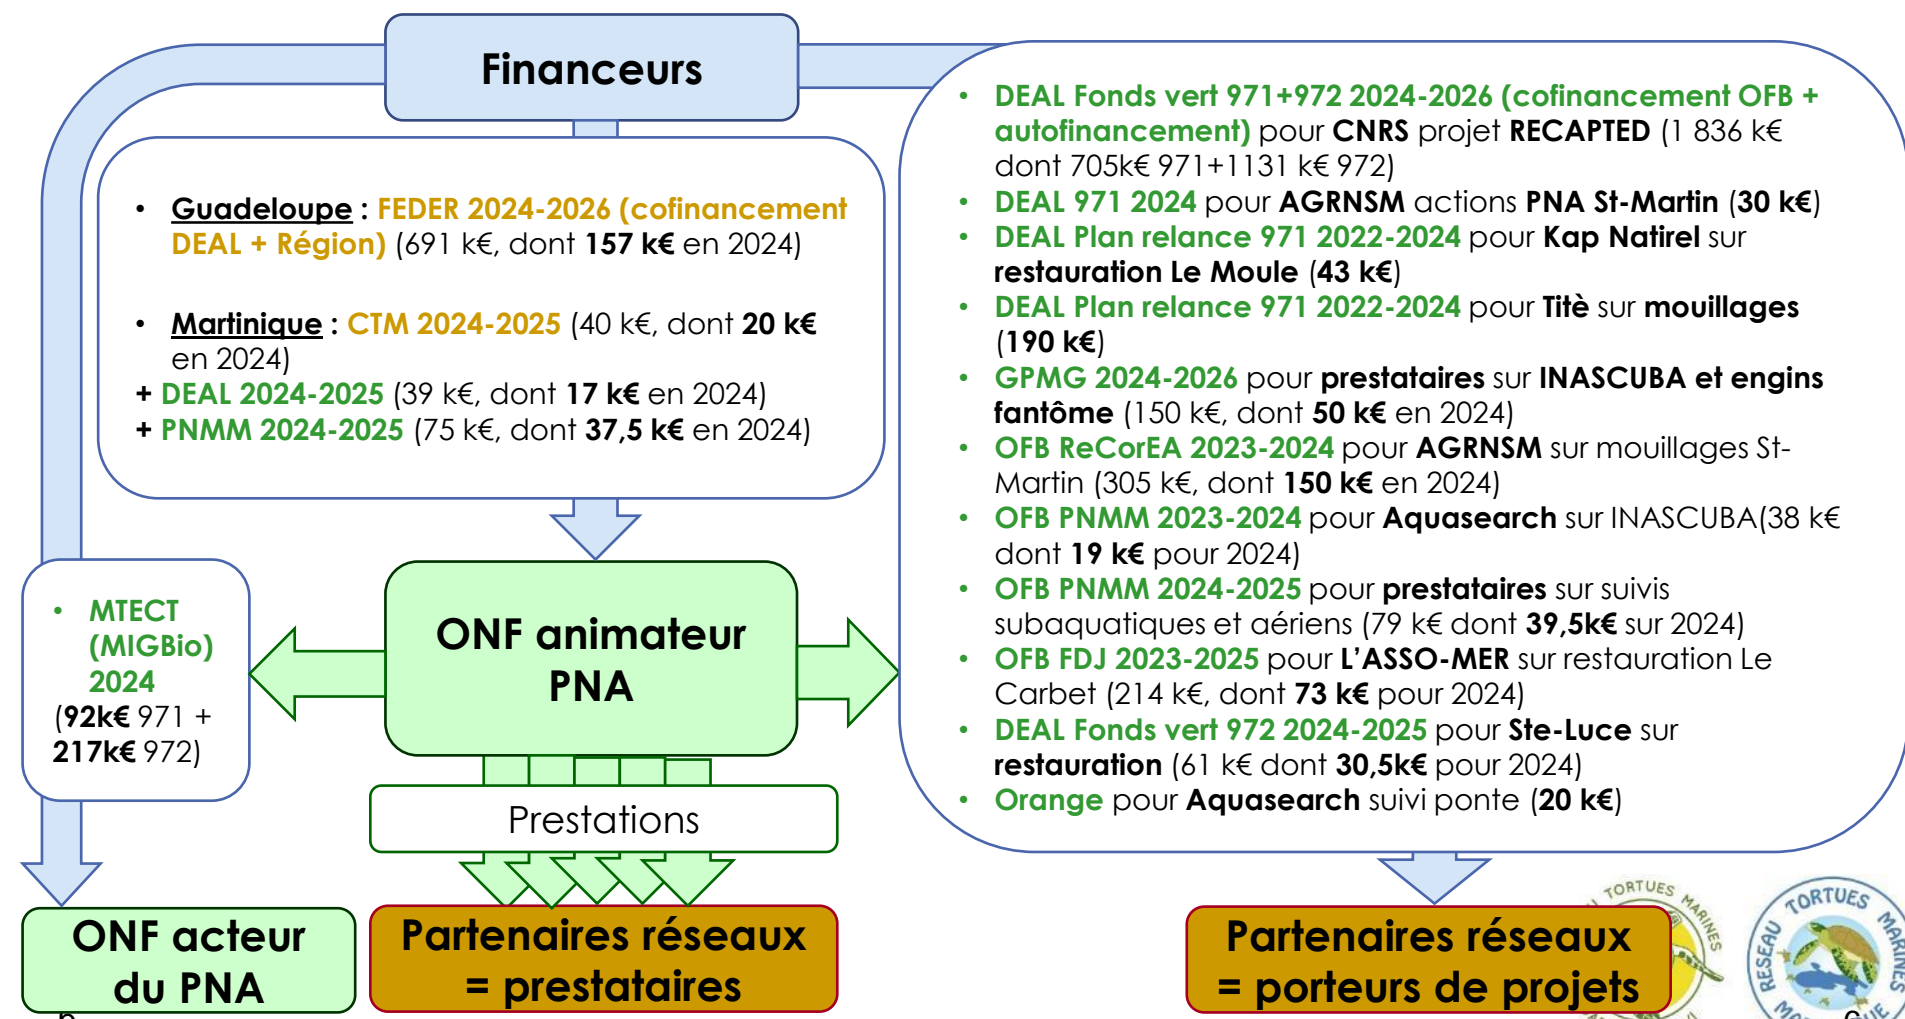 Financeurs
• Guadeloupe : FEDER 2024-2026 (cofinancement
DEAL + Région) (691 k€, dont 157 k€ en 2024)
• Martinique : CTM 2024-2025 (40 k€, dont 20 k€
en 2024)
+ DEAL 2024-2025 (39 k€, dont 17 k€ en 2024)
+ PNMM 2024-2025 (75 k€, dont 37,5 k€ en 2024)
• DEAL Fonds vert 971+972 2024-2026 (cofinancement OFB +
autofinancement) pour CNRS projet RECAPTED (1 836 k€
dont 705k€ 971+1131 k€ 972)
• DEAL 971 2024 pour AGRNSM actions PNA St-Martin (30 k€)
• DEAL Plan relance 971 2022-2024 pour Kap Natirel sur
restauration Le Moule (43 k€)
• DEAL Plan relance 971 2022-2024 pour Titè sur mouillages
(190 k€)
• GPMG 2024-2026 pour prestataires sur INASCUBA et engins
fantôme (150 k€, dont 50 k€ en 2024)
• OFB ReCorEA 2023-2024 pour AGRNSM sur mouillages St-
Martin (305 k€, dont 150 k€ en 2024)
• OFB PNMM 2023-2024 pour Aquasearch sur INASCUBA(38 k€
dont 19 k€ pour 2024)
• OFB PNMM 2024-2025 pour prestataires sur suivis
subaquatiques et aériens (79 k€ dont 39,5k€ sur 2024)
• OFB FDJ 2023-2025 pour L'ASSO-MER sur restauration Le
Carbet (214 k€, dont 73 k€ pour 2024)
• DEAL Fonds vert 972 2024-2025 pour Ste-Luce sur
restauration (61 k€ dont 30,5k€ pour 2024)
• Orange pour Aquasearch suivi ponte (20 k€)
• MTECT
(MIGBio)
2024
(92k€ 971 +
217k€ 972)
ONF animateur
PNA
Prestations
ONF acteur
du PNA
Partenaires réseaux
= prestataires
Partenaires réseaux
= porteurs de projets
TORTUES MARINES
RESEAU TORTUES MARINES